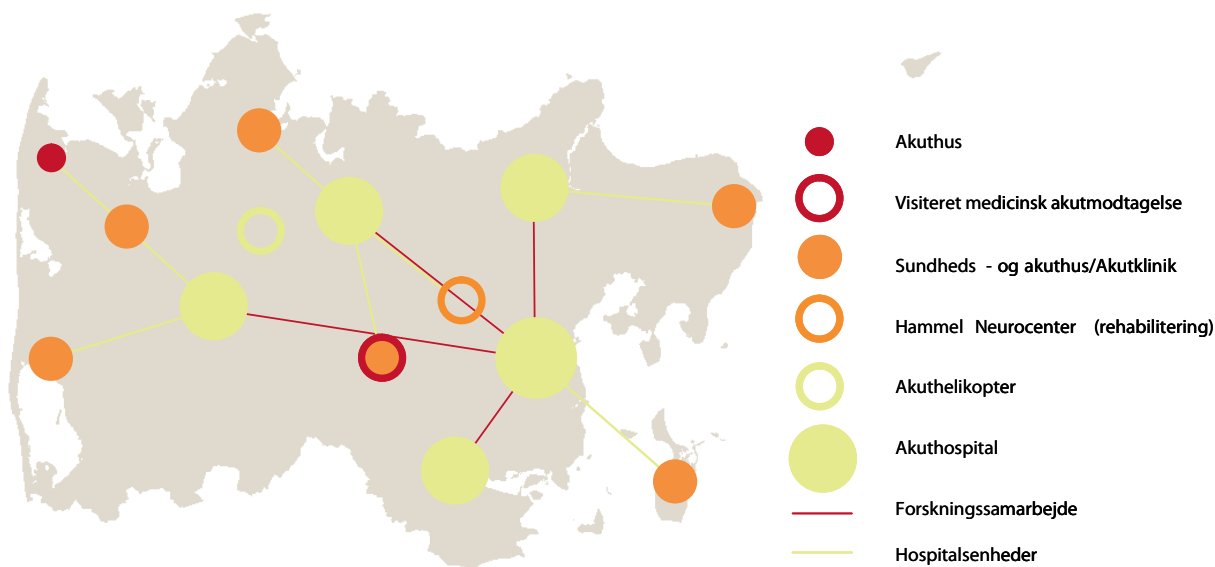 Akuthus
Visiteret medicinsk akutmodtagelse
Sundheds - og akuthus/Akutklinik
Hammel Neurocenter (rehabilitering)
Akuthelikopter
Akuthospital
Forskningssamarbejde
Hospitalsenheder